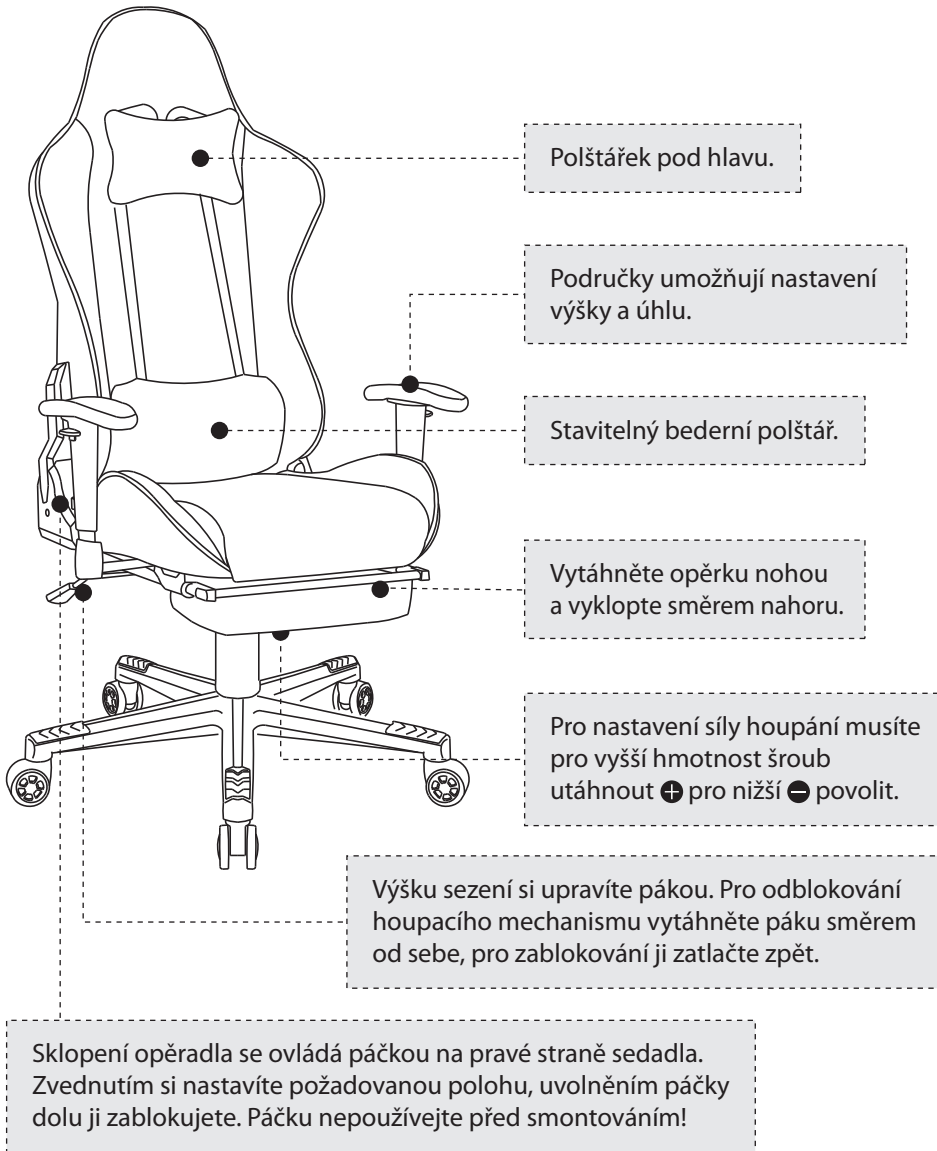 Polštářek pod hlavu.
Područky umožňují nastavení
výšky a úhlu.
Stavitelný bederní polštář.
Vytáhněte opěrku nohou
a vyklopte směrem nahoru.
Pro nastavení síly houpání musíte
pro vyšší hmotnost šroub
utáhnout + pro nižší − povolit.
Výšku sezení si upravíte pákou. Pro odblokování
houpacího mechanismu vytáhněte páku směrem
od sebe, pro zablokování ji zatlačte zpět.
Sklopení opěradla se ovládá páčkou na pravé straně sedadla.
Zvednutím si nastavíte požadovanou polohu, uvolněním páčky
dolu ji zablokujete. Páčku nepoužívejte před smontováním!